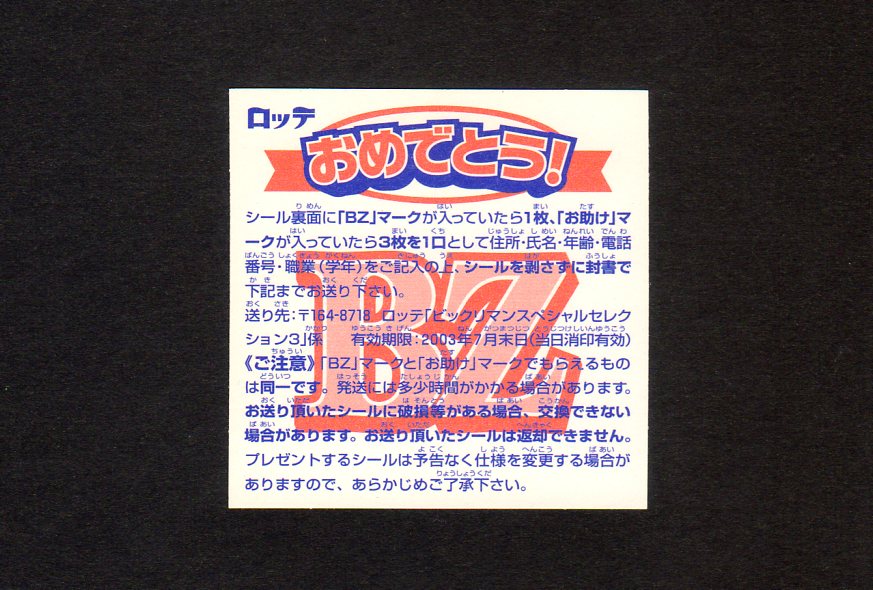 ロッテ
おめでとう!
シール裏面に「BZ」マークが入っていたら1枚、「お助け」マ
ークが入っていたら3枚を1口として住所・氏名・年齢・電話
番号・職業(学年)をご記入の上、シールを剥さずに封書で
下記までお送り下さい。
送り先:〒164-8718 ロッテ「ビックリマンスペシャルセレク
ション3」係 有効期限:2003年7月末日(当日消印有効)
《ご注意》「BZ」マークと「お助け」マークでもらえるもの
は同一です。発送には多少時間がかかる場合があります。
お送り頂いたシールに破損等がある場合、交換できない
場合があります。お送り頂いたシールは返却できません。
プレゼントするシールは予告なく仕様を変更する場合が
ありますので、あらかじめご了承下さい。
BZ